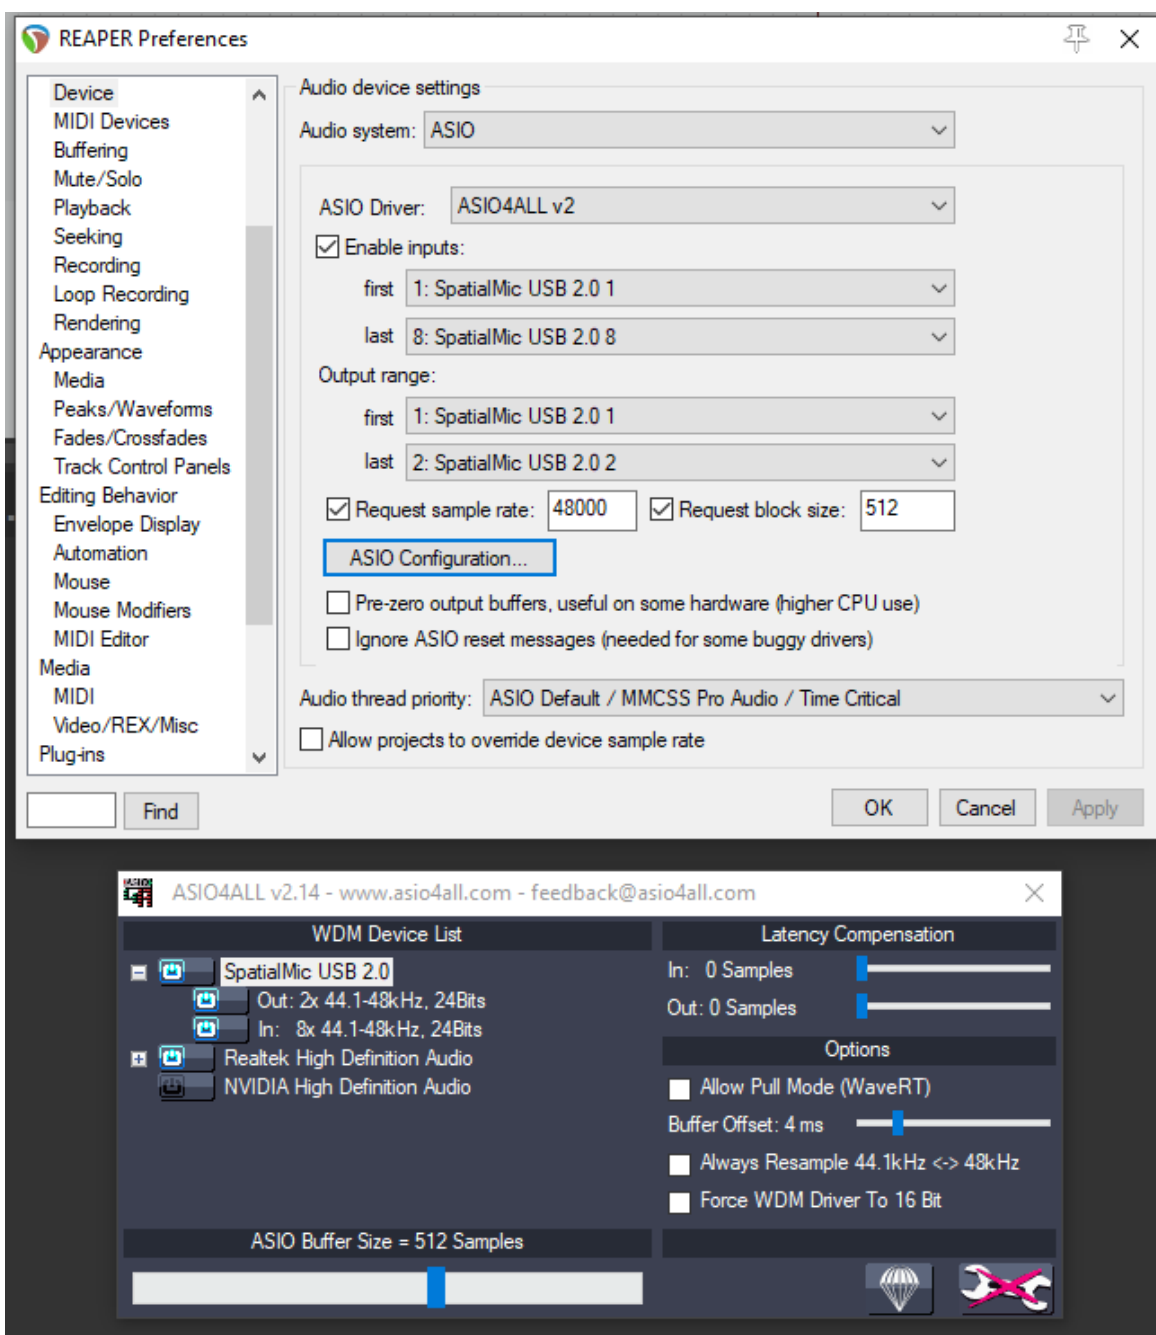 REAPER Preferences
Device
MIDI Devices
Buffering
Mute/Solo
Playback
Seeking
Recording
Loop Recording
Rendering
Appearance
Media
Peaks/Waveforms
Fades/Crossfades
Track Control Panels
Editing Behavior
Envelope Display
Automation
Mouse
Mouse Modifiers
MIDI Editor
Media
MIDI
Video/REX/Misc
Plug-ins
Find
Audio device settings
Audio system: ASIO
ASIO Driver: ASIO4ALL v2
Enable inputs:
first 1: SpatialMic USB 2.0 1
last 8: SpatialMic USB 2.0 8
Output range:
first 1: SpatialMic USB 2.0 1
last 2: SpatialMic USB 2.0 2
Request sample rate: 48000 Request block size: 512
ASIO Configuration...
Pre-zero output buffers, useful on some hardware (higher CPU use)
Ignore ASIO reset messages (needed for some buggy drivers)
Audio thread priority: ASIO Default / MMCSS Pro Audio / Time Critical
Allow projects to override device sample rate
OK Cancel Apply
ASIO4ALL v2.14 - www.asio4all.com - feedback@asio4all.com
WDM Device List
SpatialMic USB 2.0
Out: 2x 44.1-48kHz, 24Bits
In: 8x 44.1-48kHz, 24Bits
Realtek High Definition Audio
NVIDIA High Definition Audio
ASIO Buffer Size = 512 Samples
Latency Compensation
In: 0 Samples
Out: 0 Samples
Options
Allow Pull Mode (WaveRT)
Buffer Offset: 4 ms
Always Resample 44.1kHz <-> 48kHz
Force WDM Driver To 16 Bit